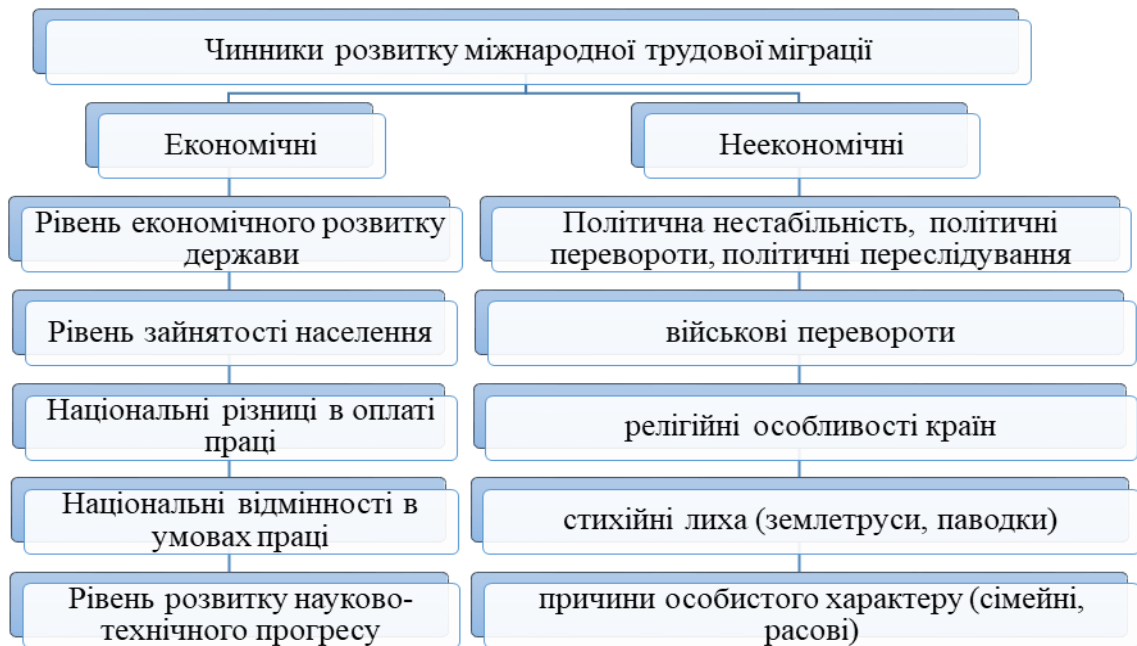 Чинники розвитку міжнародної трудової міграції
Економічні
Рівень економічного розвитку
держави
Рівень зайнятості населення
Національні різниці в оплаті
праці
Національні відмінності в
умовах праці
Рівень розвитку науково-
технічного прогресу
Неекономічні
Політична нестабільність, політичні
перевороти, політичні переслідування
військові перевороти
релігійні особливості країн
стихійні лиха (землетруси, паводки)
причини особистого характеру (сімейні,
расові)